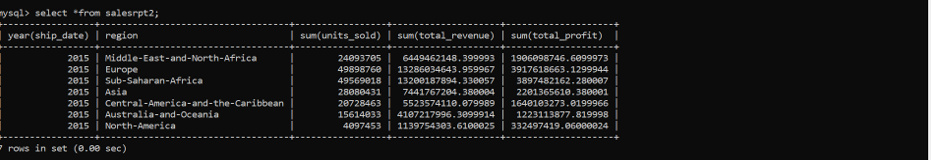 mysql> select *from salesrpt2;
+-----------------+-----------------------------------+-----------------+--------------------+--------------------+
| year(ship_date) | region | sum(units_sold) | sum(total_revenue) | sum(total_profit) |
+-----------------+-----------------------------------+-----------------+--------------------+--------------------+
| 2015 | Middle-East-and-North-Africa | 24093705 | 6449462148.399993 | 1906098746.6099973 |
| 2015 | Europe | 49898760 | 13286034643.959967 | 3917618663.1299944 |
| 2015 | Sub-Saharan-Africa | 49569018 | 13200187894.330057 | 3897482162.280007 |
| 2015 | Asia | 28080431 | 7441767204.380004 | 2201365610.380001 |
| 2015 | Central-America-and-the-Caribbean | 20728463 | 5523574110.079989 | 1640103273.0199966 |
| 2015 | Australia-and-Oceania | 15614033 | 4107217996.3099914 | 1223113877.819998 |
| 2015 | North-America | 4097453 | 1139754303.6100025 | 332497419.06000024 |
+-----------------+-----------------------------------+-----------------+--------------------+--------------------+
7 rows in set (0.00 sec)